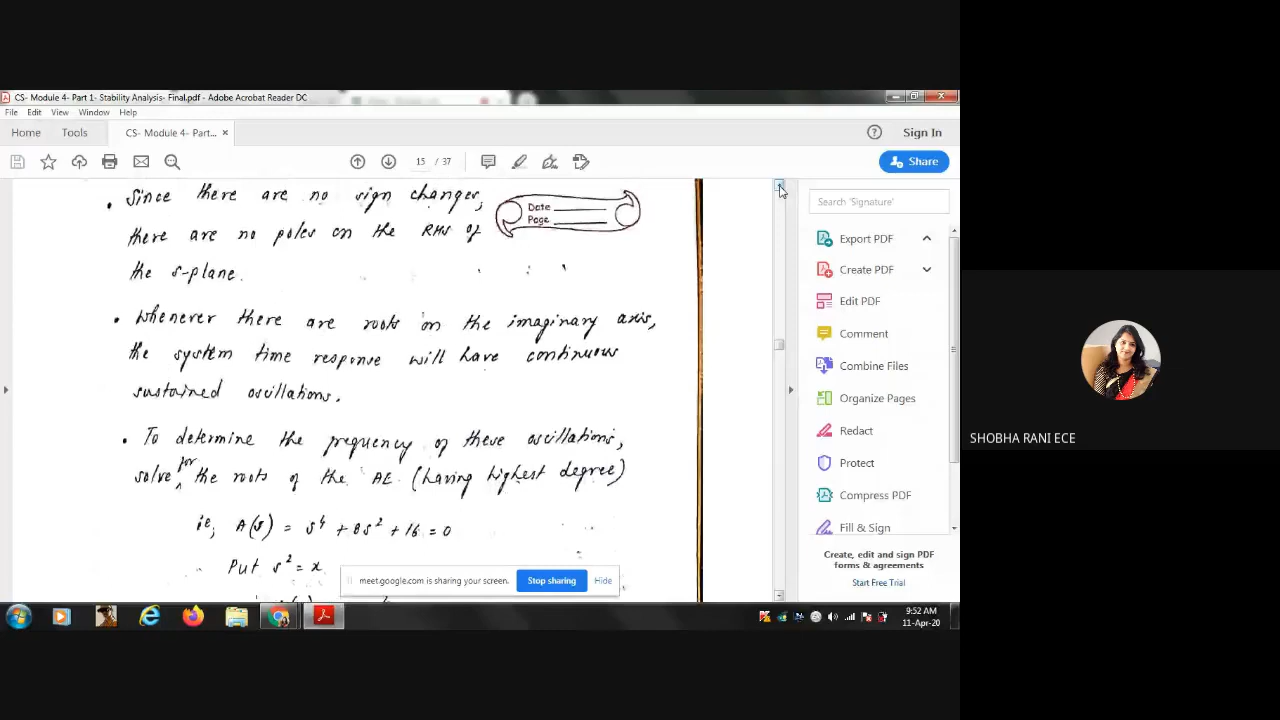 CS- Module 4- Part 1- Stability Analysis- Final.pdf - Adobe Acrobat Reader DC
File Edit View Window Help
Home Tools CS- Module 4- Part... × Sign In
15 / 37 Share
Since there are no sign changes,
there are no poles on the RHS of
the s-plane.
Date
Page
• Whenever there are roots on the imaginary axis,
the system time response will have continuous
sustained oscillations.
• To determine the frequency of these oscillations,
solve for the roots of the AE (having highest degree)
ie, A(s) = s⁴ + 8s² + 16 = 0
Put s² = x
Search 'Signature'
Export PDF
Create PDF
Edit PDF
Comment
Combine Files
Organize Pages
Redact
Protect
Compress PDF
Fill & Sign
Create, edit and sign PDF
forms & agreements
Start Free Trial
meet.google.com is sharing your screen. Stop sharing Hide
9:52 AM
11-Apr-20
SHOBHA RANI ECE